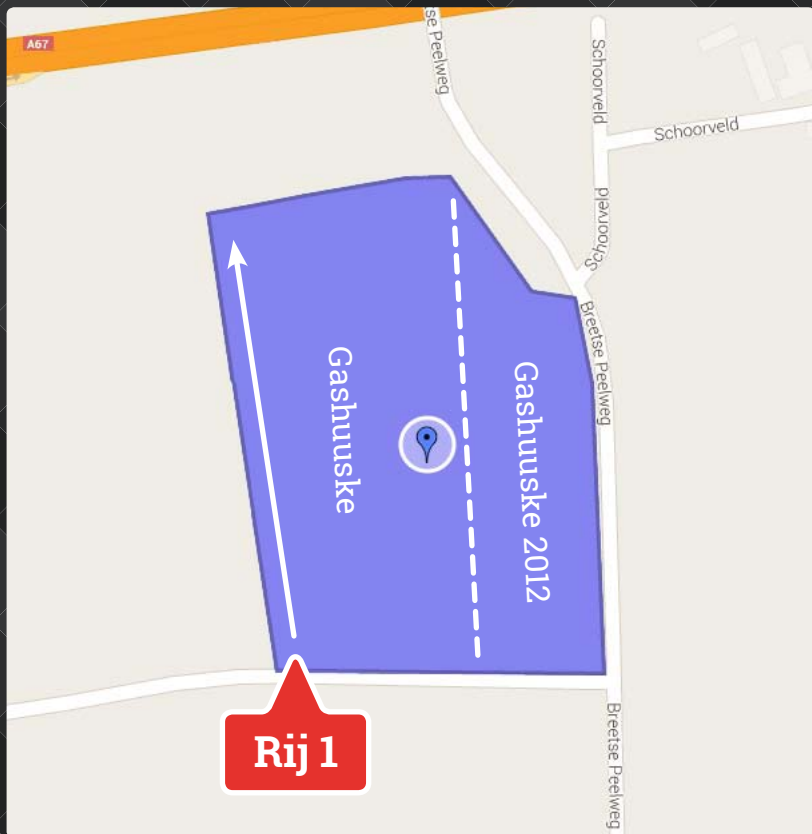 A67
se Peelweg
Schoorveld
Schoorveld
Schoorveld
Breetse Peelweg
Gashuuske
Gashuuske 2012
Rij 1
Breetse Peelweg